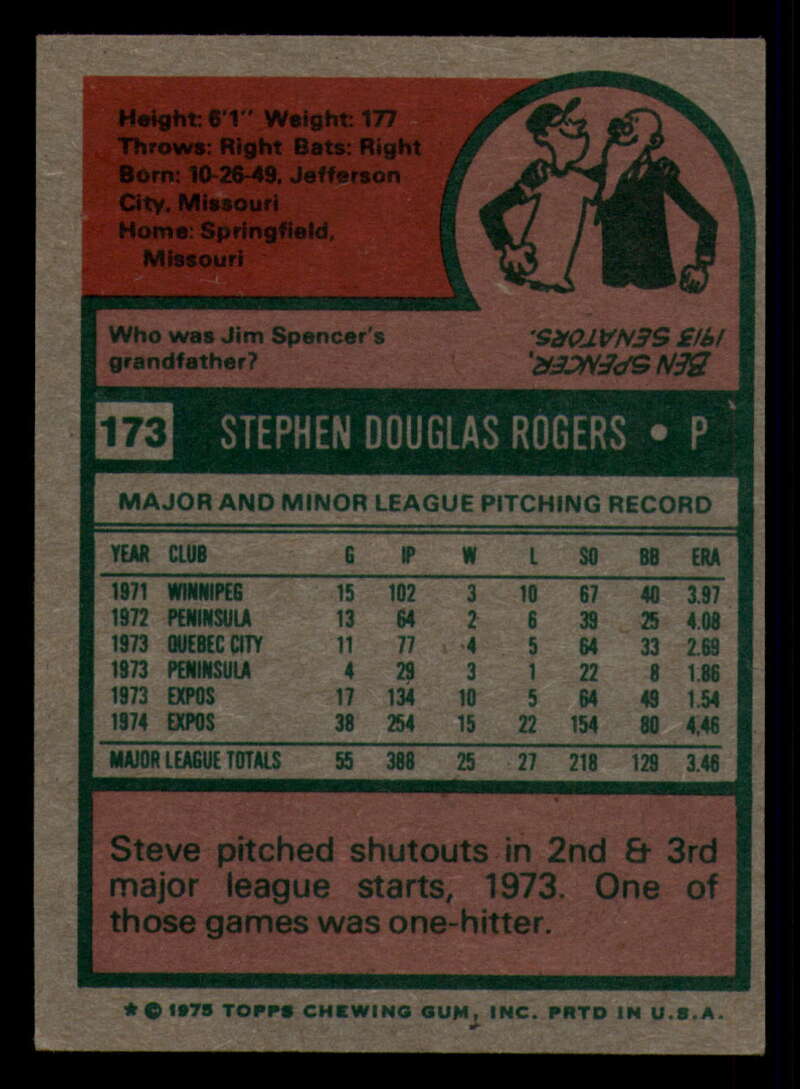 Height: 6'1" Weight: 177
Throws: Right Bats: Right
Born: 10-26-49, Jefferson
City, Missouri
Home: Springfield,
Missouri
Who was Jim Spencer's
grandfather?
BEN SPENCER,
1913 SENATORS.
173 STEPHEN DOUGLAS ROGERS • P
MAJOR AND MINOR LEAGUE PITCHING RECORD
YEAR CLUB G IP W L SO BB ERA
1971 WINNIPEG 15 102 3 10 67 40 3.97
1972 PENINSULA 13 64 2 6 39 25 4.08
1973 QUEBEC CITY 11 77 4 5 64 33 2.69
1973 PENINSULA 4 29 3 1 22 8 1.86
1973 EXPOS 17 134 10 5 64 49 1.54
1974 EXPOS 38 254 15 22 154 80 4.46
MAJOR LEAGUE TOTALS 55 388 25 27 218 129 3.46
Steve pitched shutouts in 2nd & 3rd
major league starts, 1973. One of
those games was one-hitter.
* © 1975 TOPPS CHEWING GUM, INC. PRTD IN U.S.A.